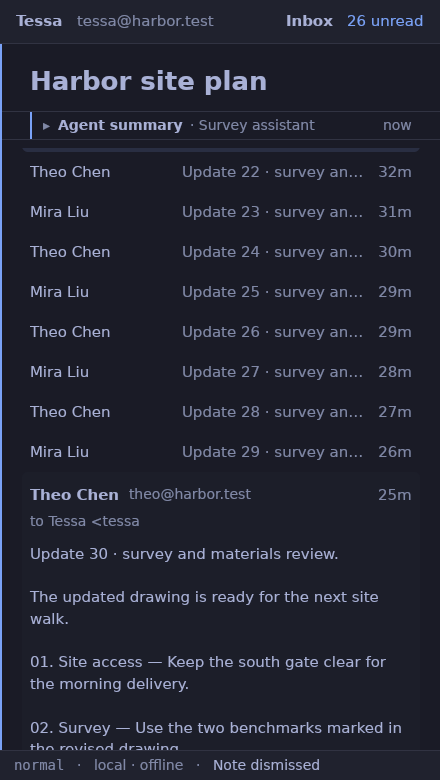 Tessa tessa@harbor.test Inbox 26 unread
Harbor site plan
▸ Agent summary · Survey assistant now
Theo Chen Update 22 · survey an… 32m
Mira Liu Update 23 · survey an… 31m
Theo Chen Update 24 · survey an… 30m
Mira Liu Update 25 · survey an… 29m
Theo Chen Update 26 · survey an… 29m
Mira Liu Update 27 · survey an… 28m
Theo Chen Update 28 · survey an… 27m
Mira Liu Update 29 · survey an… 26m
Theo Chen theo@harbor.test 25m
to Tessa <tessa
Update 30 · survey and materials review.
The updated drawing is ready for the next site
walk.
01. Site access — Keep the south gate clear for
the morning delivery.
02. Survey — Use the two benchmarks marked in
the revised drawing.
normal · local · offline · Note dismissed